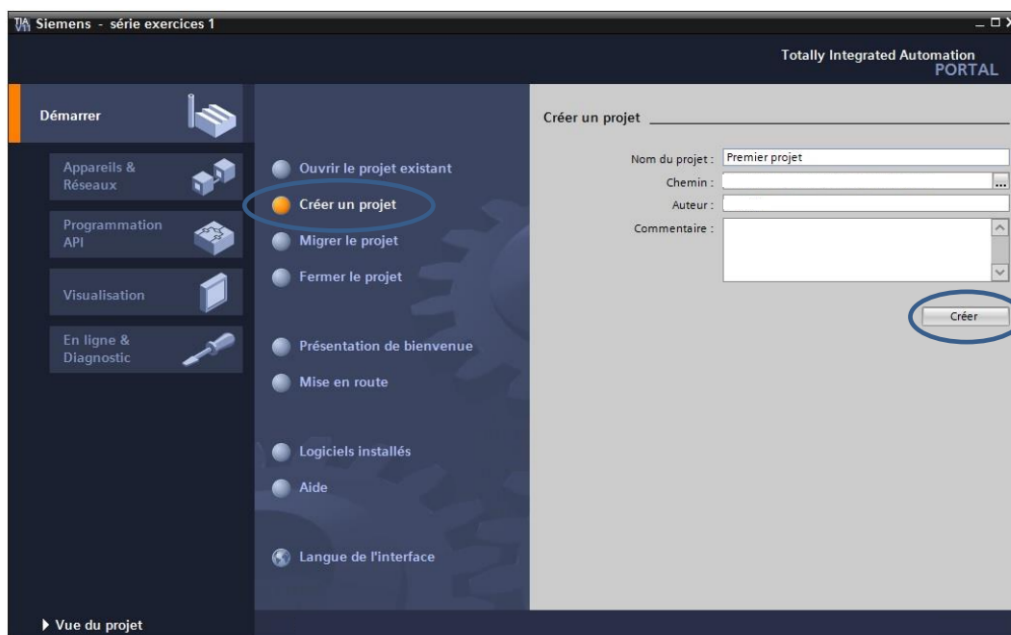 Siemens - série exercices 1
Totally Integrated Automation
PORTAL
Démarrer
Appareils &
Réseaux
Programmation
API
Visualisation
En ligne &
Diagnostic
Ouvrir le projet existant
Créer un projet
Migrer le projet
Fermer le projet
Présentation de bienvenue
Mise en route
Logiciels installés
Aide
Langue de l'interface
Créer un projet
Nom du projet : Premier projet
Chemin : ...
Auteur :
Commentaire :
Créer
Vue du projet